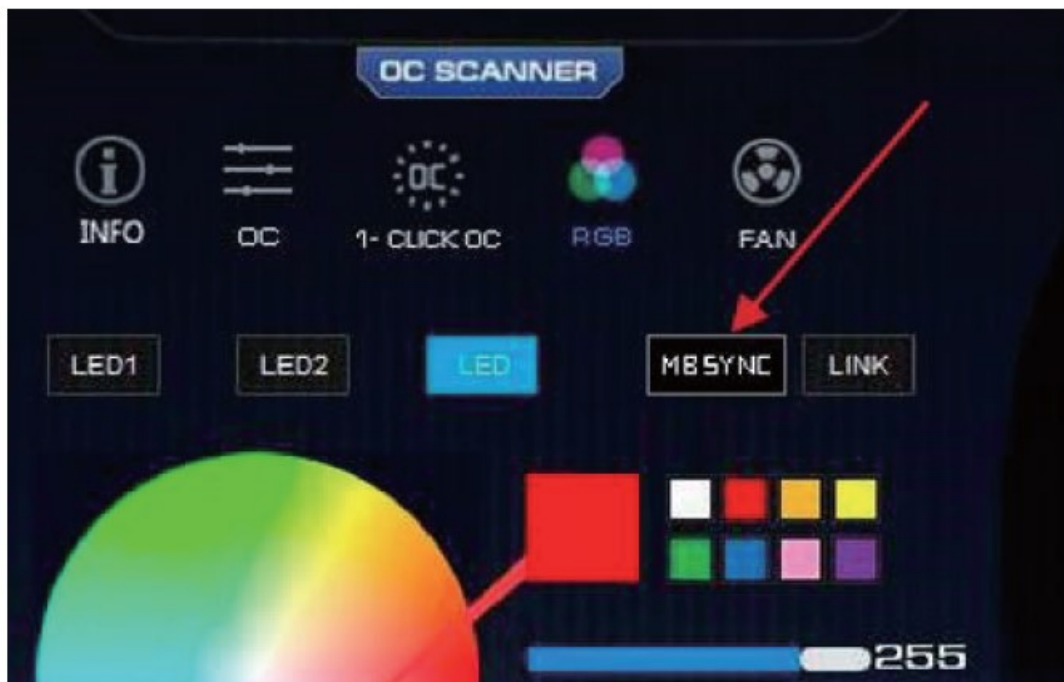 OC SCANNER
INFO
OC
1- CLICK OC
RGB
FAN
LED1
LED2
LED
MB SYNC
LINK
255